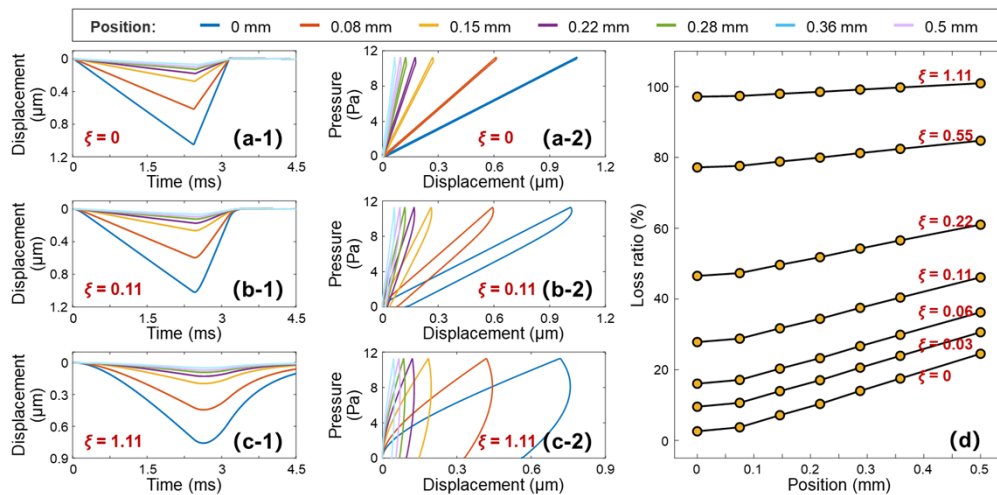 Position: 0 mm 0.08 mm 0.15 mm 0.22 mm 0.28 mm 0.36 mm 0.5 mm
Displacement
(μm)
0
0.4
0.8
1.2
ξ = 0
(a-1)
0 1.5 3 4.5
Time (ms)
Pressure
(Pa)
12
8
4
0
ξ = 0
(a-2)
0 0.3 0.6 0.9 1.2
Displacement (μm)
Displacement
(μm)
0
0.4
0.8
1.2
ξ = 0.11
(b-1)
0 1.5 3 4.5
Time (ms)
Pressure
(Pa)
12
8
4
0
ξ = 0.11
(b-2)
0 0.3 0.6 0.9 1.2
Displacement (μm)
Displacement
(μm)
0
0.3
0.6
0.9
ξ = 1.11
(c-1)
0 1.5 3 4.5
Time (ms)
Pressure
(Pa)
12
8
4
0
ξ = 1.11
(c-2)
0 0.3 0.6 0.9
Displacement (μm)
Loss ratio (%)
100
80
60
40
20
0
ξ = 1.11
ξ = 0.55
ξ = 0.22
ξ = 0.11
ξ = 0.06
ξ = 0.03
ξ = 0
(d)
0 0.1 0.2 0.3 0.4 0.5
Position (mm)